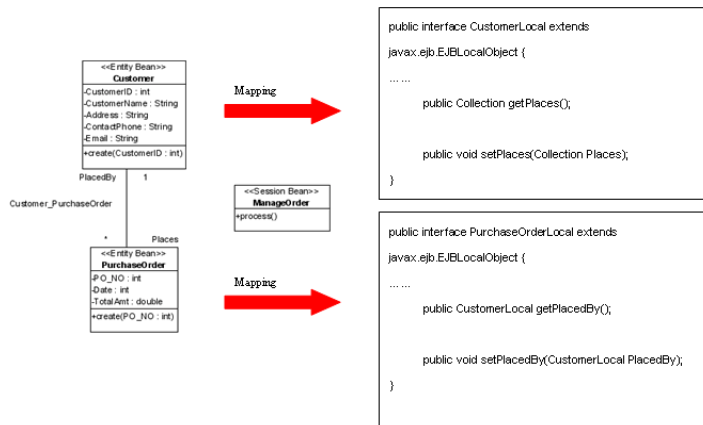 <<Entity Bean>>
Customer
-CustomerID : int
-CustomerName : String
-Address : String
-ContactPhone : String
-Email : String
+create(CustomerID : int)
PlacedBy 1
Customer_PurchaseOrder
* Places
<<Entity Bean>>
PurchaseOrder
-PO_NO : int
-Date : int
-TotalAmt : double
+create(PO_NO : int)
<<Session Bean>>
ManageOrder
+process()
Mapping
Mapping
public interface CustomerLocal extends
javax.ejb.EJBLocalObject {
... ...
public Collection getPlaces();
public void setPlaces(Collection Places);
}
public interface PurchaseOrderLocal extends
javax.ejb.EJBLocalObject {
... ...
public CustomerLocal getPlacedBy();
public void setPlacedBy(CustomerLocal PlacedBy);
}